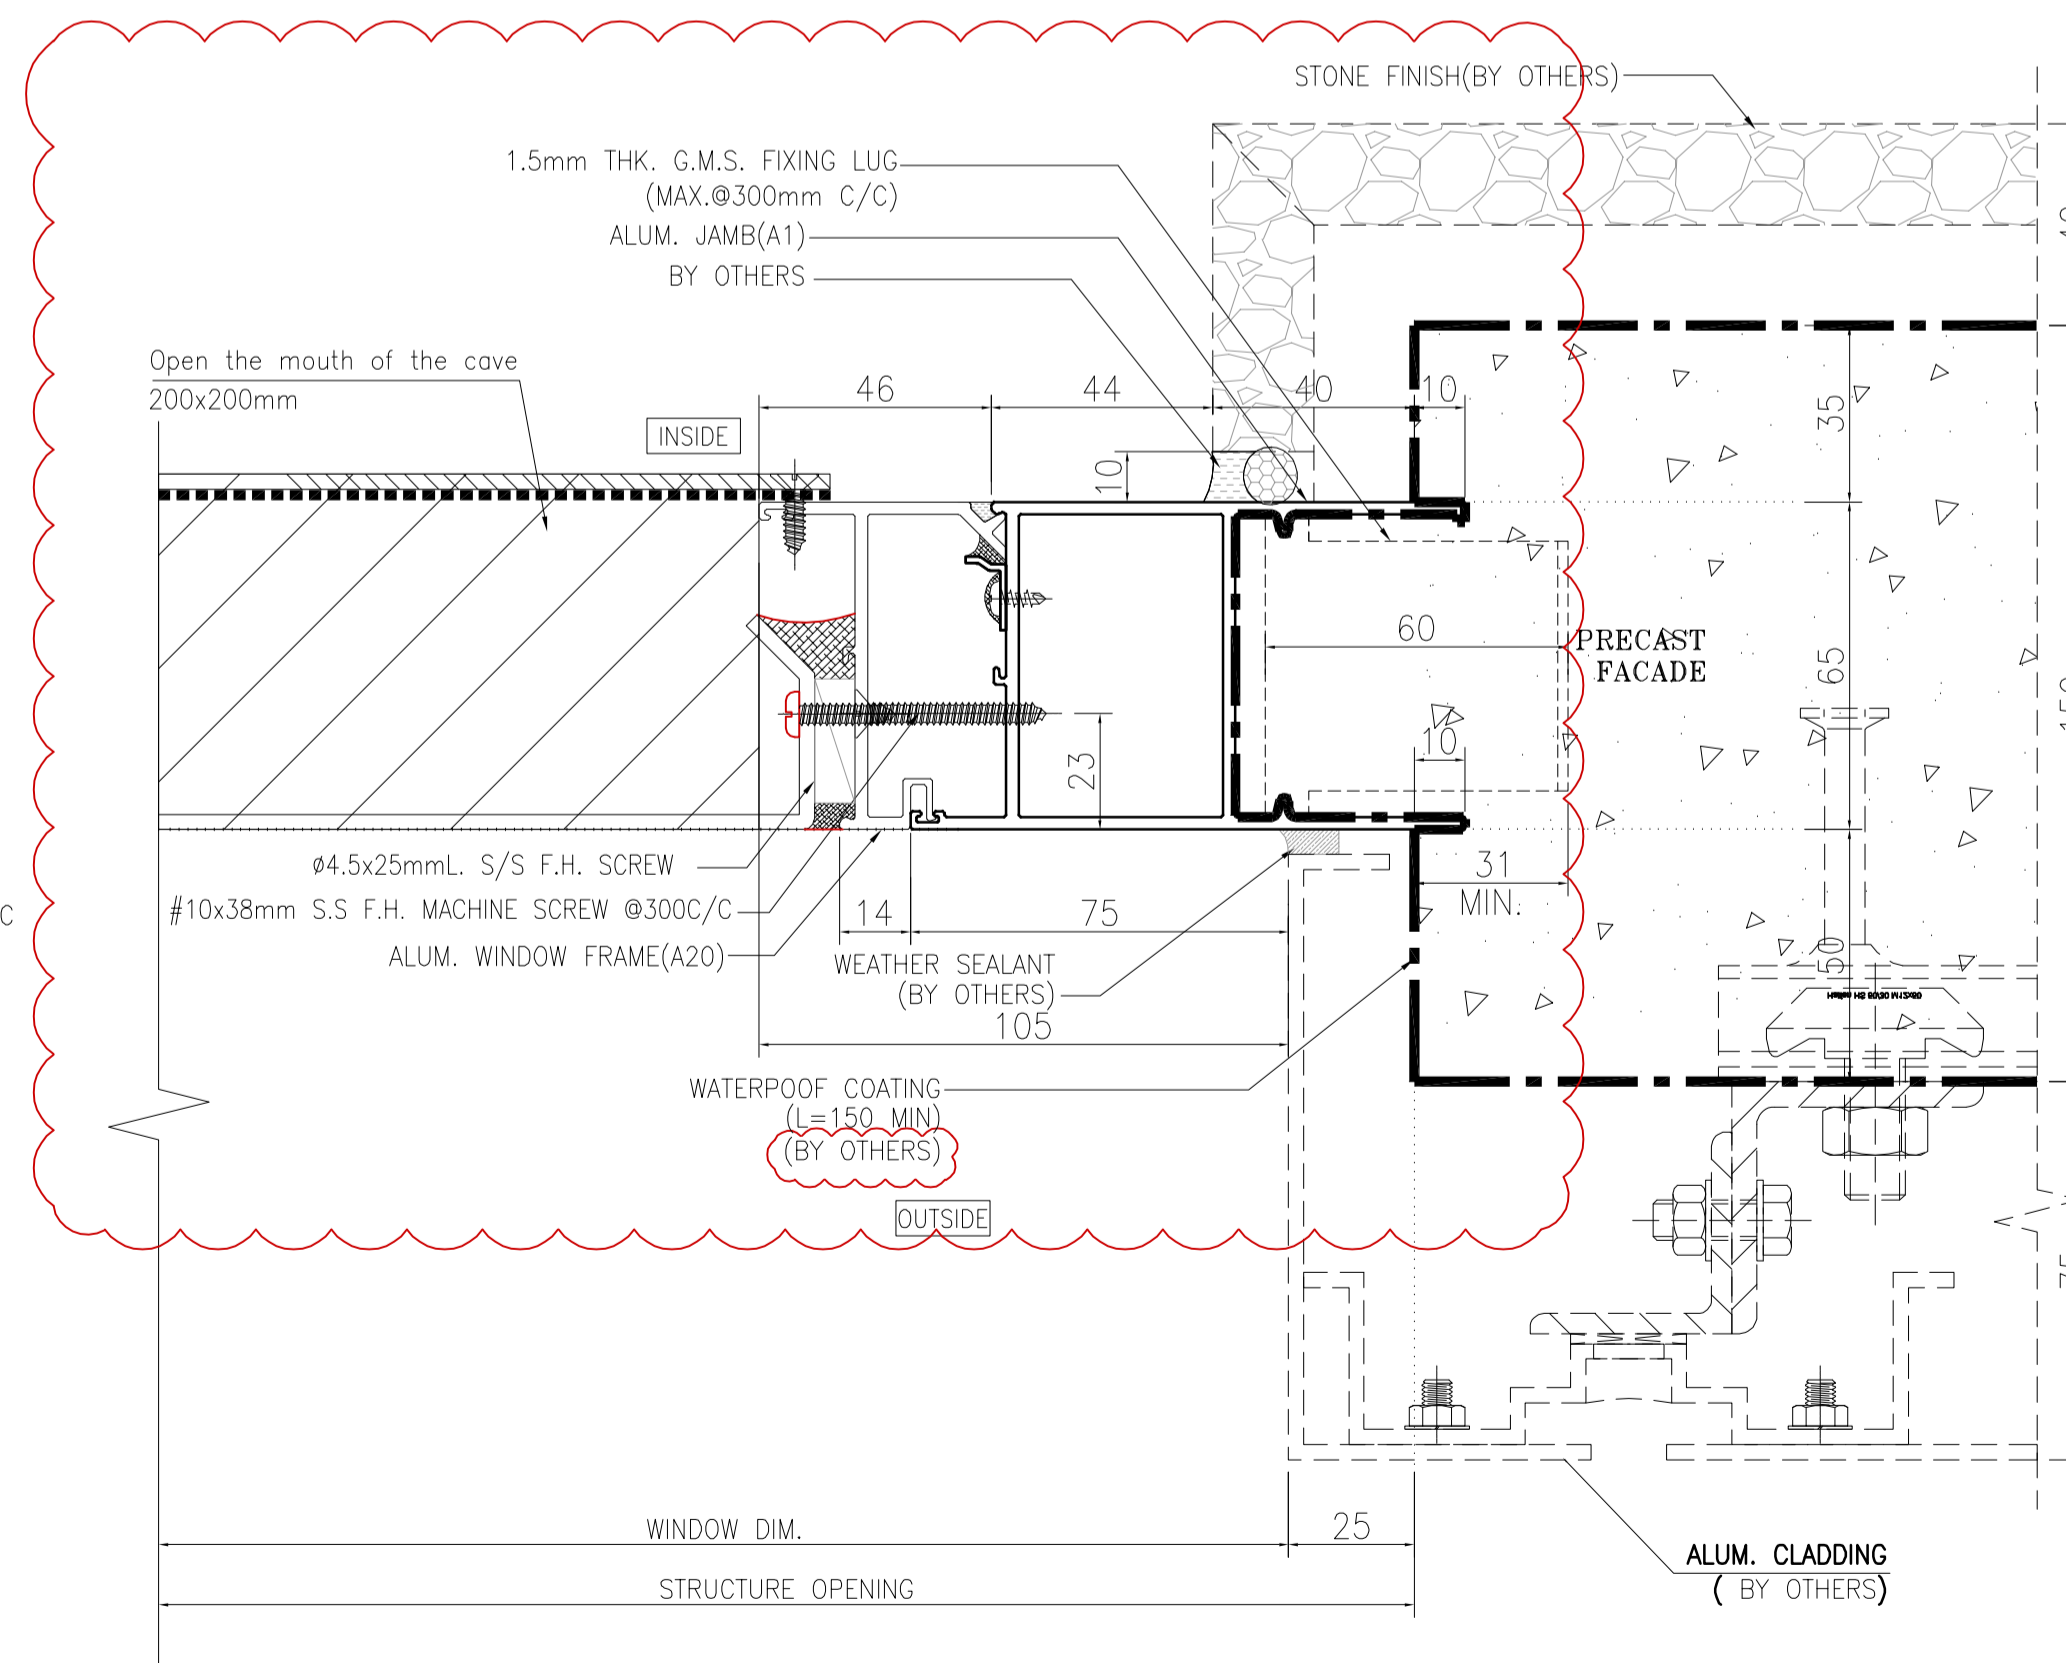 STONE FINISH(BY OTHERS)
1.5mm THK. G.M.S. FIXING LUG
(MAX.@300mm C/C)
ALUM. JAMB(A1)
BY OTHERS
Open the mouth of the cave
200x200mm
INSIDE
46
44
40
10
35
10
60
PRECAST
FACADE
65
10
23
Ø4.5x25mmL. S/S F.H. SCREW
31
MIN.
C
#10x38mm S.S F.H. MACHINE SCREW @300C/C
14
75
ALUM. WINDOW FRAME(A20)
WEATHER SEALANT
(BY OTHERS)
50
105
WATERPOOF COATING
(L=150 MIN)
(BY OTHERS)
OUTSIDE
WINDOW DIM.
25
STRUCTURE OPENING
ALUM. CLADDING
( BY OTHERS)